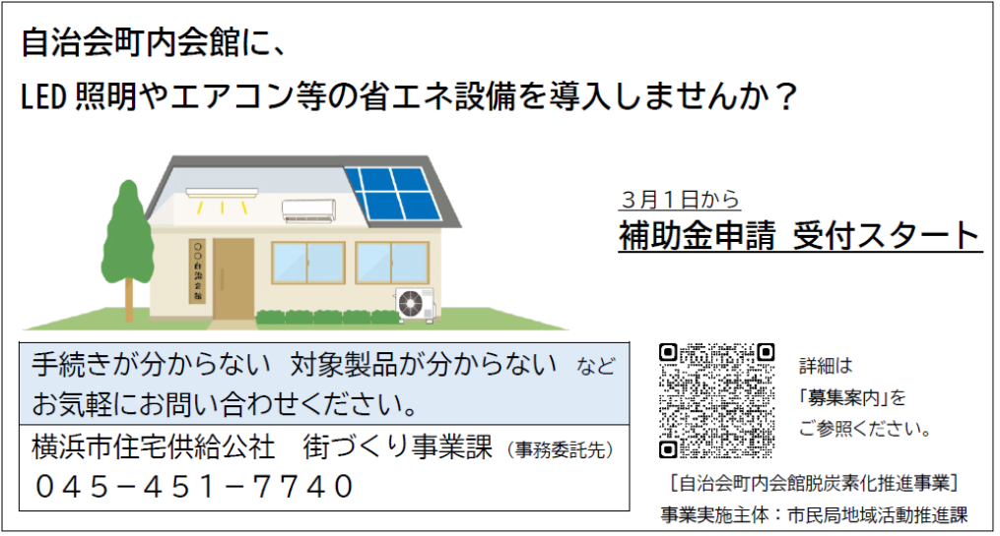 自治会町内会館に、
LED照明やエアコン等の省エネ設備を導入しませんか？
３月１日から
補助金申請 受付スタート
〇〇自治会館
手続きが分からない　対象製品が分からない　など
お気軽にお問い合わせください。
横浜市住宅供給公社　街づくり事業課（事務委託先）
０４５－４５１－７７４０
詳細は
「募集案内」を
ご参照ください。
［自治会町内会館脱炭素化推進事業］
事業実施主体：市民局地域活動推進課